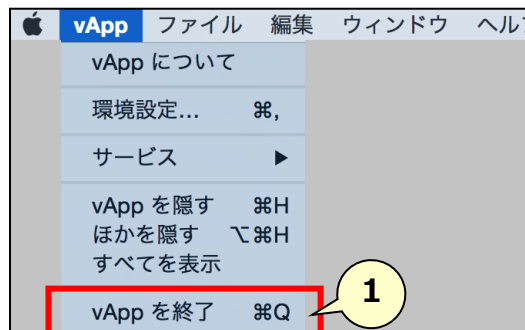 vApp ファイル 編集 ウィンドウ
vApp について
環境設定... ⌘,
サービス ▶
vApp を隠す ⌘H
ほかを隠す ⌥⌘H
すべてを表示
vApp を終了 ⌘Q
1